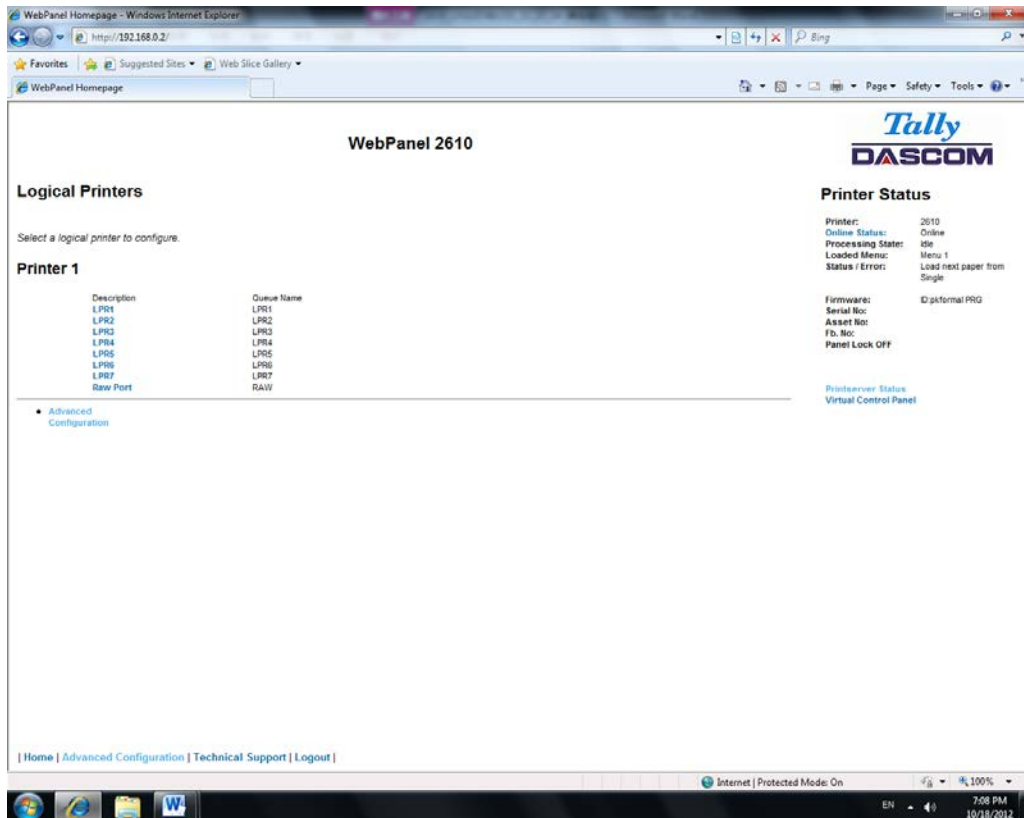 WebPanel Homepage - Windows Internet Explorer
http://192.168.0.2/
Bing
Favorites Suggested Sites Web Slice Gallery
WebPanel Homepage
Page Safety Tools
WebPanel 2610
Tally
DASCOM
Logical Printers
Select a logical printer to configure.
Printer 1
Description Queue Name
LPR1 LPR1
LPR2 LPR2
LPR3 LPR3
LPR4 LPR4
LPR5 LPR5
LPR6 LPR6
LPR7 LPR7
Raw Port RAW
• Advanced
Configuration
Printer Status
Printer: 2610
Online Status: Online
Processing State: Idle
Loaded Menu: Menu 1
Status / Error: Load next paper from
Single
Firmware: ID:pkformal PRG
Serial No:
Asset No:
Fb. No:
Panel Lock OFF
Printserver Status
Virtual Control Panel
| Home | Advanced Configuration | Technical Support | Logout |
Internet | Protected Mode: On 100%
EN 7:08 PM
10/18/2012